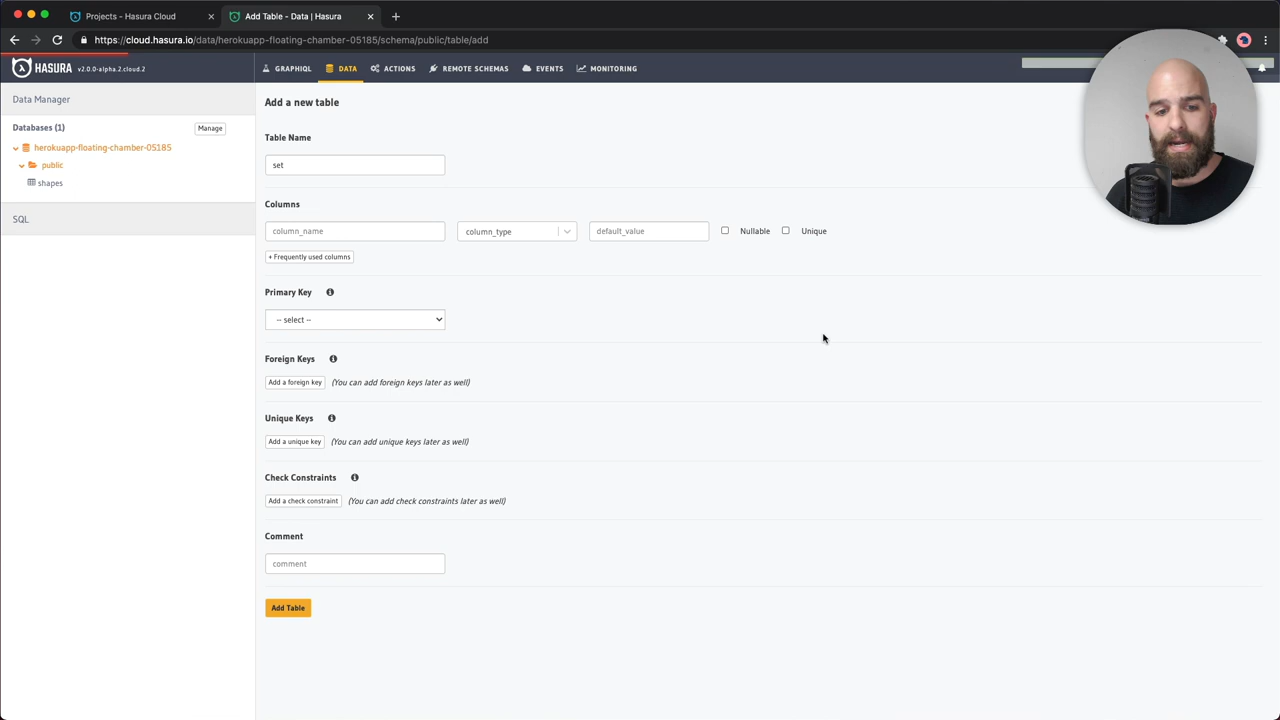 Projects - Hasura Cloud
Add Table - Data | Hasura
https://cloud.hasura.io/data/herokuapp-floating-chamber-05185/schema/public/table/add
HASURA v2.0.0-alpha.2.cloud.2
GRAPHIQL DATA ACTIONS REMOTE SCHEMAS EVENTS MONITORING
Data Manager
Databases (1) Manage
herokuapp-floating-chamber-05185
public
shapes
SQL
Add a new table
Table Name
set
Columns
column_name column_type default_value Nullable Unique
+ Frequently used columns
Primary Key
-- select --
Foreign Keys
Add a foreign key (You can add foreign keys later as well)
Unique Keys
Add a unique key (You can add unique keys later as well)
Check Constraints
Add a check constraint (You can add check constraints later as well)
Comment
comment
Add Table